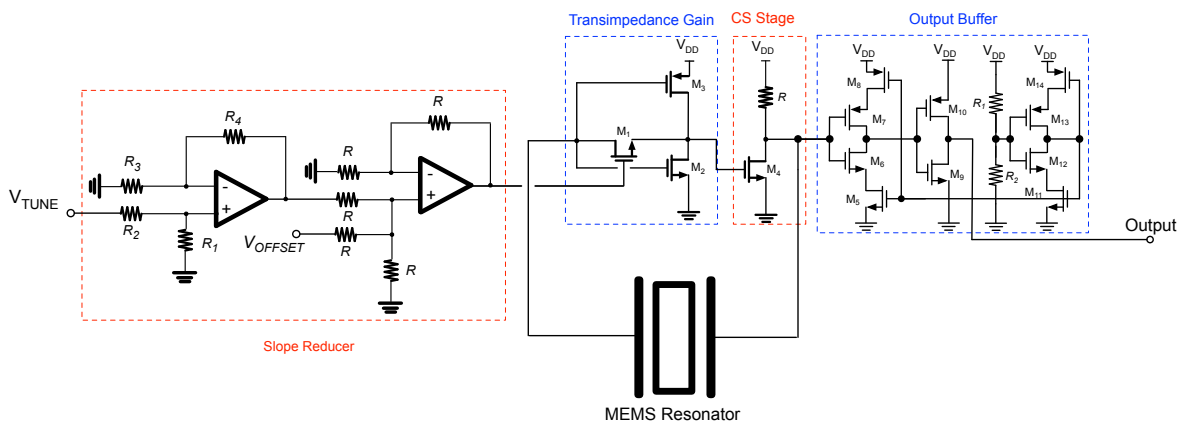 Transimpedance Gain
CS Stage
Output Buffer
V_DD
V_DD
V_DD
V_DD
V_DD
V_DD
M_8
M_14
M_3
R
M_10
R_1
R_4
R
M_7
M_13
M_1
R_3
R
M_6
M_12
M_2
M_4
M_9
R_2
-
-
V_TUNE
+
R
+
M_5
M_11
R_2
R_1
V_OFFSET
R
R
Output
Slope Reducer
MEMS Resonator